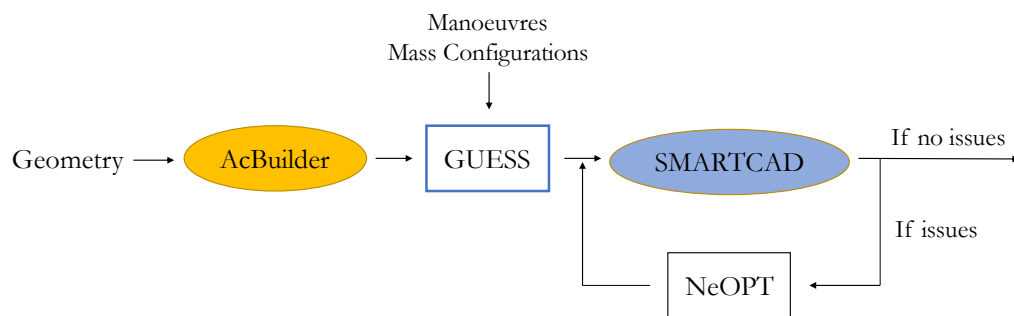 Manoeuvres
Mass Configurations
Geometry
AcBuilder
GUESS
SMARTCAD
If no issues
If issues
NeOPT